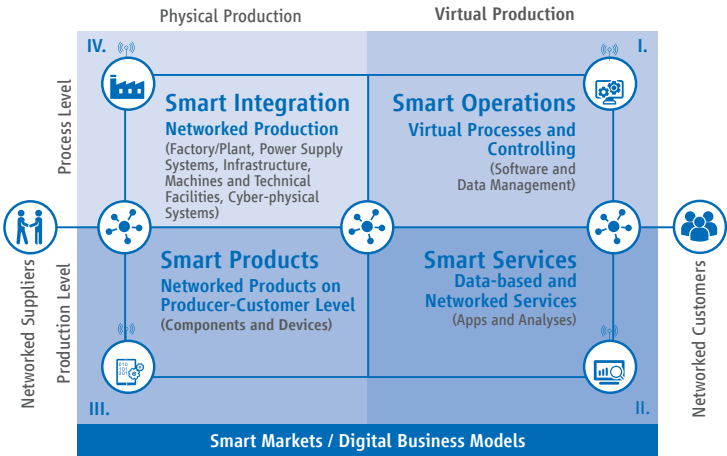 Physical Production
Virtual Production
IV.
I.
Process Level
Smart Integration
Networked Production
(Factory/Plant, Power Supply
Systems, Infrastructure,
Machines and Technical
Facilities, Cyber-physical
Systems)
Smart Operations
Virtual Processes and
Controlling
(Software and
Data Management)
Networked Suppliers
Production Level
Smart Products
Networked Products on
Producer-Customer Level
(Components and Devices)
Smart Services
Data-based and
Networked Services
(Apps and Analyses)
Networked Customers
010
101
001
III.
II.
Smart Markets / Digital Business Models